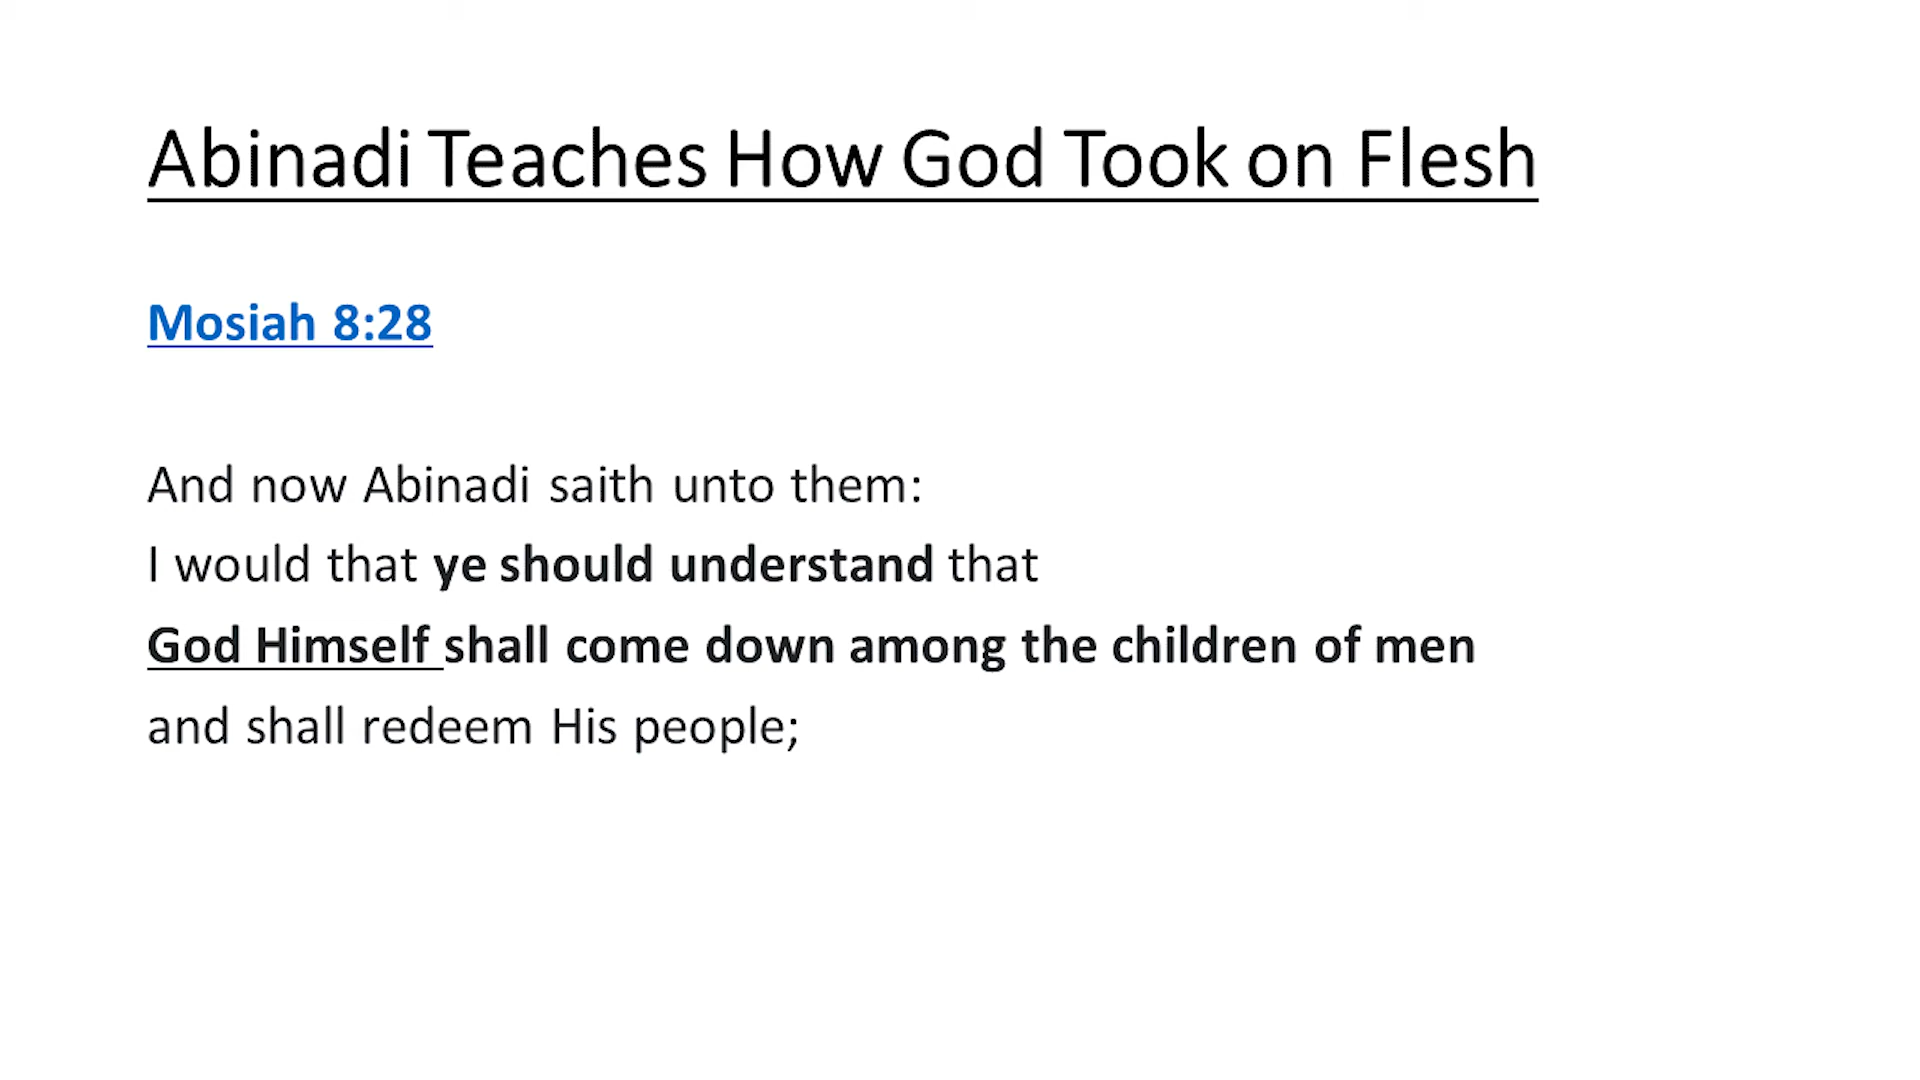 Abinadi Teaches How God Took on Flesh
Mosiah 8:28
And now Abinadi saith unto them:
I would that ye should understand that
God Himself shall come down among the children of men
and shall redeem His people;